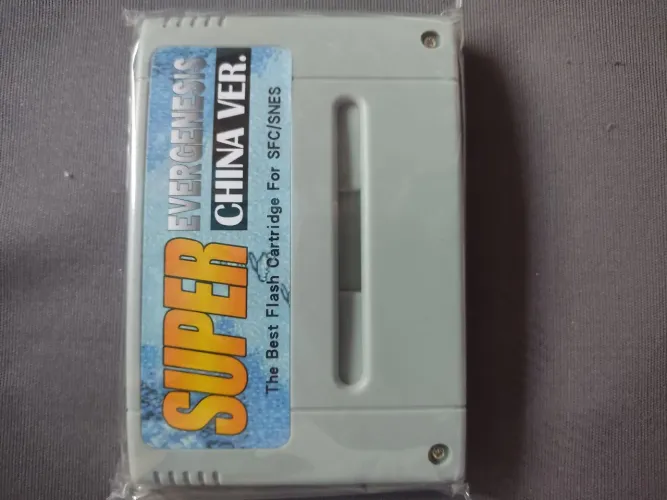 SUPER
EVERGENESIS
CHINA VER.
The Best Flash Cartridge For SFC/SNES